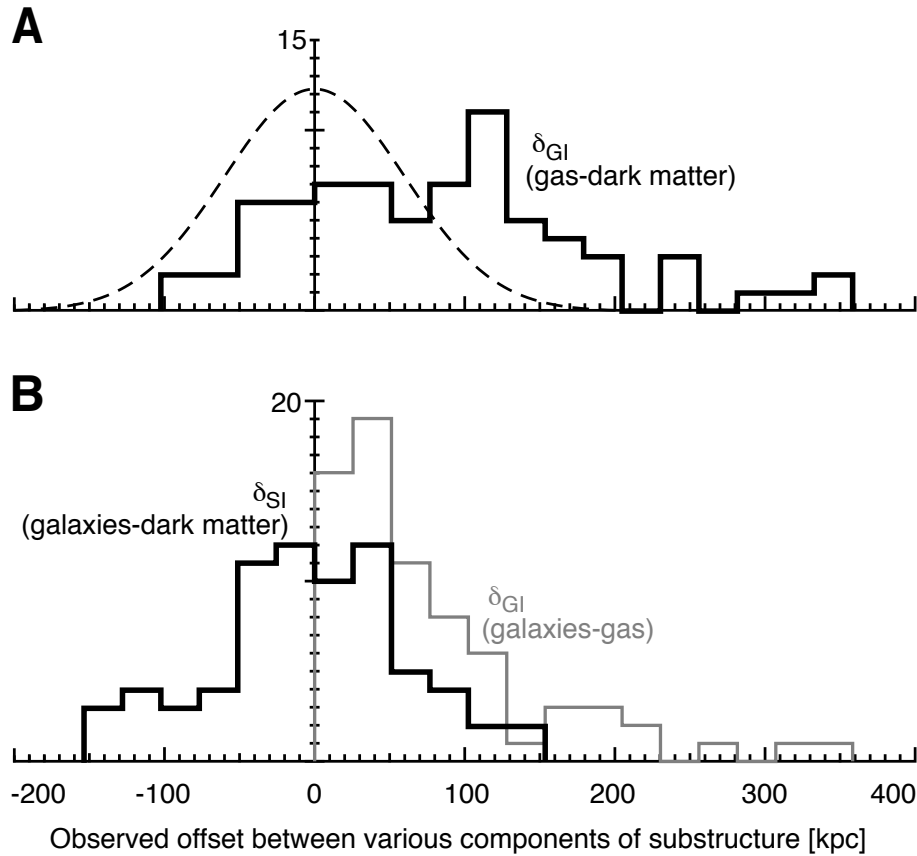 A
15
δGI
(gas-dark matter)
B
20
δSI
(galaxies-dark matter)
δGI
(galaxies-gas)
-200 -100 0 100 200 300 400
Observed offset between various components of substructure [kpc]